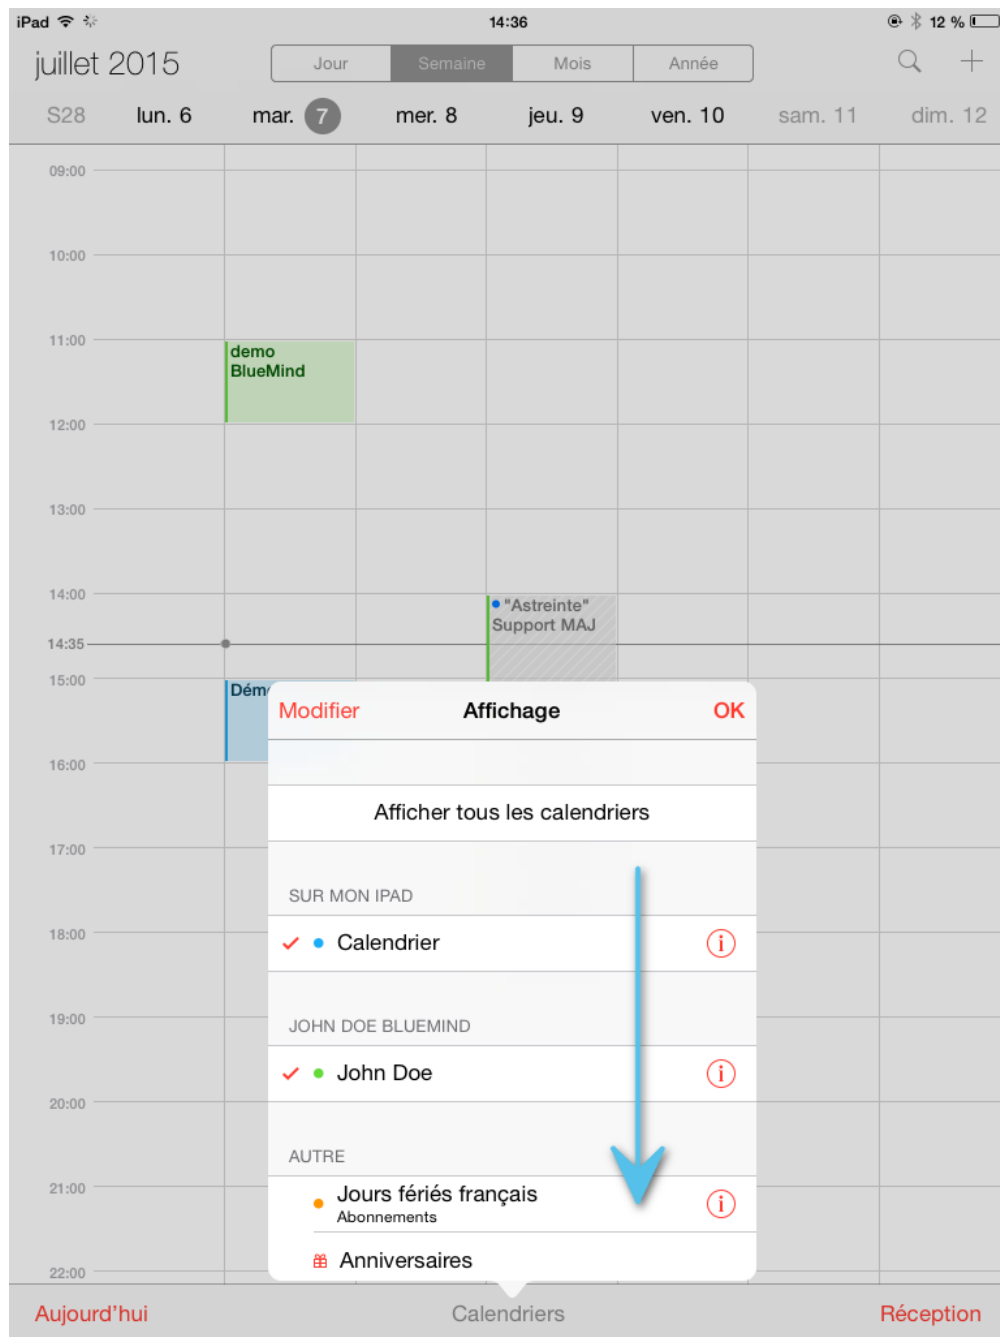 iPad 14:36 12 %
juillet 2015 Jour Semaine Mois Année
S28 lun. 6 mar. 7 mer. 8 jeu. 9 ven. 10 sam. 11 dim. 12
09:00
10:00
11:00
demo
BlueMind
12:00
13:00
14:00
"Astreinte"
Support MAJ
14:35
15:00
Dém
Modifier Affichage OK
16:00
Afficher tous les calendriers
17:00
SUR MON IPAD
18:00
Calendrier
19:00
JOHN DOE BLUEMIND
John Doe
20:00
AUTRE
21:00
Jours fériés français
Abonnements
Anniversaires
22:00
Aujourd'hui Calendriers Réception